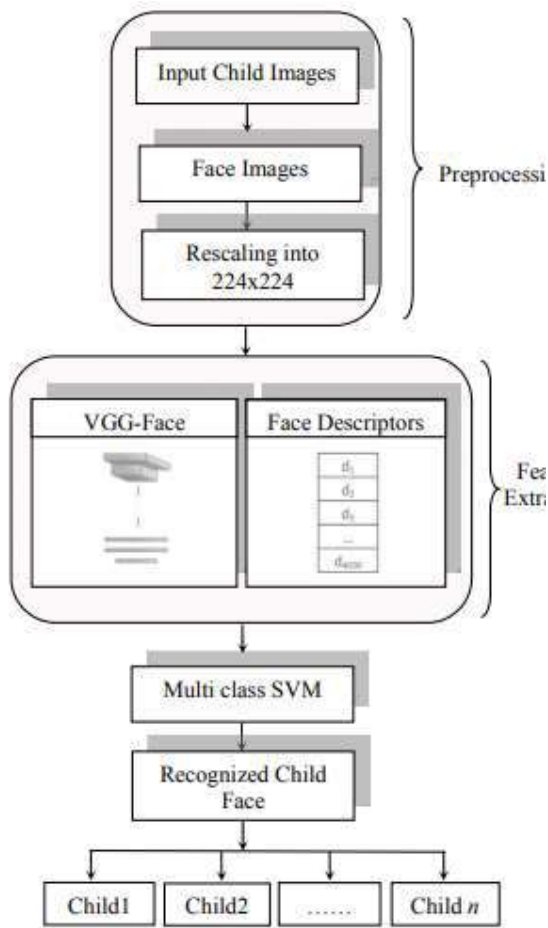 Input Child Images
Face Images
Preprocessi
Rescaling into
224x224
VGG-Face
Face Descriptors
d1
d2
...
Fea
Extra
Multi class SVM
Recognized Child
Face
Child1
Child2
......
Child n